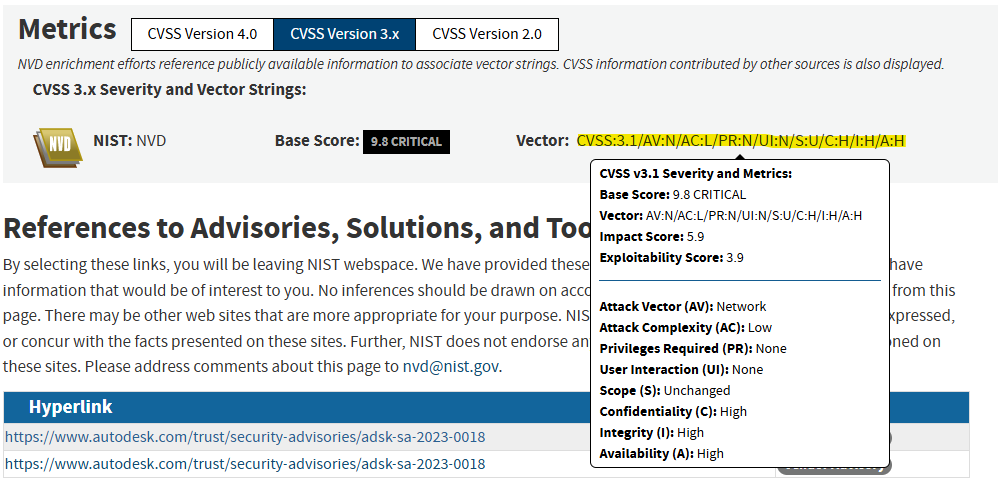 Metrics
CVSS Version 4.0 CVSS Version 3.x CVSS Version 2.0
NVD enrichment efforts reference publicly available information to associate vector strings. CVSS information contributed by other sources is also displayed.
CVSS 3.x Severity and Vector Strings:
NVD
NIST: NVD
Base Score: 9.8 CRITICAL
Vector: CVSS:3.1/AV:N/AC:L/PR:N/UI:N/S:U/C:H/I:H/A:H
CVSS v3.1 Severity and Metrics:
Base Score: 9.8 CRITICAL
Vector: AV:N/AC:L/PR:N/UI:N/S:U/C:H/I:H/A:H
Impact Score: 5.9
Exploitability Score: 3.9
Attack Vector (AV): Network
Attack Complexity (AC): Low
Privileges Required (PR): None
User Interaction (UI): None
Scope (S): Unchanged
Confidentiality (C): High
Integrity (I): High
Availability (A): High
References to Advisories, Solutions, and Too
By selecting these links, you will be leaving NIST webspace. We have provided these have
information that would be of interest to you. No inferences should be drawn on acco from this
page. There may be other web sites that are more appropriate for your purpose. NIS xpressed,
or concur with the facts presented on these sites. Further, NIST does not endorse an oned on
these sites. Please address comments about this page to nvd@nist.gov.
Hyperlink
https://www.autodesk.com/trust/security-advisories/adsk-sa-2023-0018
https://www.autodesk.com/trust/security-advisories/adsk-sa-2023-0018